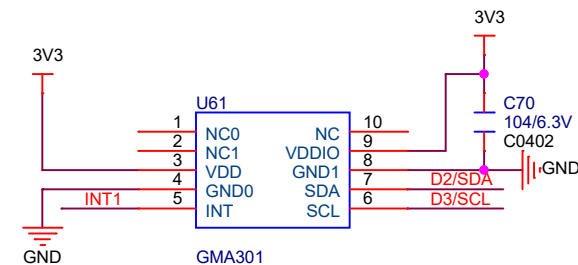 3V3
3V3
U61
C70
104/6.3V
C0402
1 NC0 NC 10
2 NC1 VDDIO 9
3 VDD GND1 8
4 GND0 SDA 7 D2/SDA
INT1 5 INT SCL 6 D3/SCL
GND
GND
GMA301